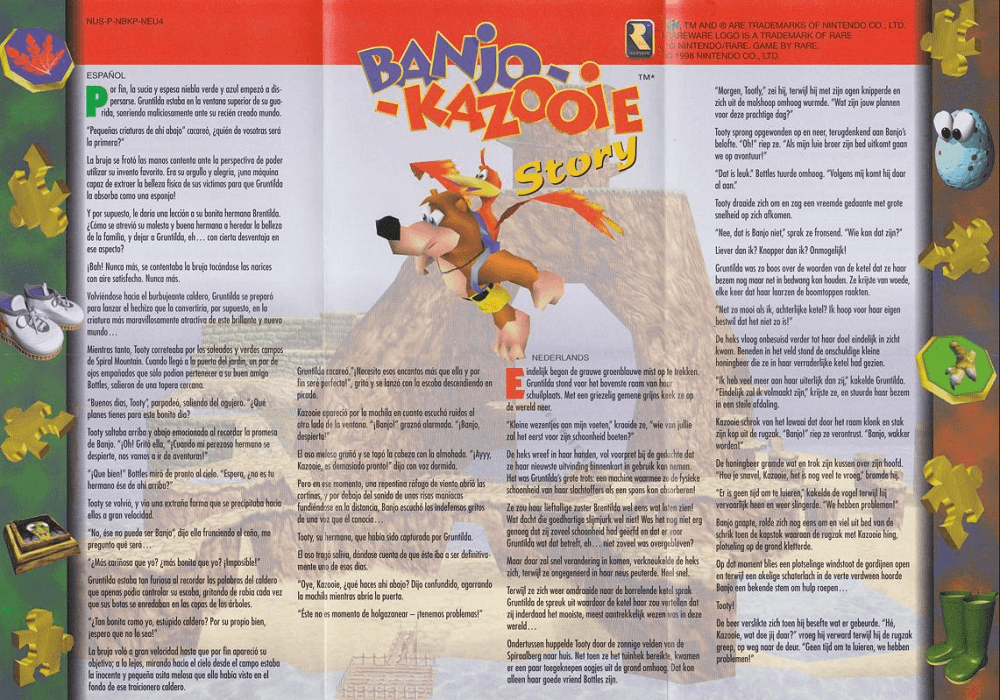 NUS-P-NBKP-NEU4
BANJO-
-KAZOOIE
™*
Story
, TM AND ® ARE TRADEMARKS OF NINTENDO CO., LTD.
RAREWARE LOGO IS A TRADEMARK OF RARE
© NINTENDO/RARE. GAME BY RARE.
© 1998 NINTENDO CO., LTD.
ESPAÑOL
Por fin, la sucia y espesa niebla verde y azul empezó a dis-
persarse. Gruntilda estaba en la ventana superior de su gua-
rida, sonriendo maliciosamente ante su recién creado mundo.
"Pequeñas criaturas de ahí abajo" cacareó, ¿quién de vosotras será
la primera?"
La bruja se frotó las manos contenta ante la perspectiva de poder
utilizar su invento favorito. Era su orgullo y alegría, ¡una máquina
capaz de extraer la belleza física de sus víctimas para que Gruntilda
la absorba como una esponja!
Y por supuesto, le daría una lección a su bonita hermana Brentilda.
¿Cómo se atrevió su molesta y buena hermana a heredar la belleza
de la familia, y dejar a Gruntilda, eh... con cierta desventaja en
ese aspecto?
¡Bah! Nunca más, se contentaba la bruja tocándose las narices
con aire satisfecho. Nunca más.
Volviéndose hacia el burbujeante caldero, Gruntilda se preparó
para lanzar el hechizo que la convertiría, por supuesto, en la
criatura más maravillosamente atractiva de este brillante y nuevo
mundo...
Mientras tanto, Tooty correteaba por los soleados y verdes campos
de Spiral Mountain. Cuando llegó a la puerta del jardín, un par de
ojos empañados que sólo podían pertenecer a su buen amigo
Bottles, salieron de una topera cercana.
"Buenos días, Tooty", parpadeó, saliendo del agujero. "¿Qué
planes tienes para este bonito día?
Tooty saltaba arriba y abajo emocionada al recordar la promesa
de Banjo. "¡Oh! Gritó ella, "¡Cuando mi perezoso hermano se
despierte, nos vamos a ir de aventuras!"
"¡Que bien!" Bottles miró de pronto al cielo. "Espera, ¿no es tu
hermano ése de ahí arriba?"
Tooty se volvió, y vio una extraña forma que se precipitaba hacia
ellos a gran velocidad.
"No, ése no puede ser Banjo", dijo ella frunciendo el ceño, me
pregunto qué será...
"¿Más cariñosa que yo? ¿más bonita que yo? ¡Imposible!"
Gruntilda estaba tan furiosa al recordar las palabras del caldero
que apenas podía controlar su escoba, gritando de rabia cada vez
que sus botas se enredaban en las copas de los árboles.
"¿Tan bonita como yo, estúpido caldero? Por su propio bien,
¡espero que no lo sea!"
La bruja voló a gran velocidad hasta que por fin apareció su
objetivo; a lo lejos, mirando hacia el cielo desde el campo estaba
la inocente y pequeña osita melosa que ella había visto en el
fondo de ese traicionero caldero.
Gruntilda cacareó. "¡Necesito esos encantos más que ella y por
fin seré perfecta!", gritó y se lanzó con la escoba descendiendo en
picado.
Kazooie apareció por la mochila en cuanto escuchó ruidos al
otro lado de la ventana. "¡Banjo!" graznó alarmada. "¡Banjo,
despierta!"
El oso meloso gruñó y se tapó la cabeza con la almohada. "¡Ayyy,
Kazooie, es demasiado pronto!" dijo con voz dormida.
Pero en ese momento, una repentina ráfaga de viento abrió las
cortinas, y por debajo del sonido de unas risas maníacas
fundiéndose en la distancia, Banjo escuchó los indefensos gritos
de una voz que él conocía...
Tooty, su hermana, que había sido capturada por Gruntilda.
El oso tragó saliva, dándose cuenta de que éste iba a ser definitiva-
mente uno de esos días.
"Oye, Kazooie, ¿qué haces ahí abajo? Dijo confundido, agarrando
la mochila mientras abría la puerta.
"Éste no es momento de holgazanear – ¡tenemos problemas!"
NEDERLANDS
Eindelijk begon de grauwe groenblauwe mist op te trekken.
Gruntilda stond voor het bovenste raam van haar
schuilplaats. Met een griezelig gemene grijns keek ze op
de wereld neer.
"Kleine wezentjes aan mijn voeten," kraaide ze, "wie van jullie
zal het eerst voor zijn schoonheid boeten?"
De heks wreef in haar handen, vol voorpret bij de gedachte dat
ze haar nieuwste uitvinding binnenkort in gebruik kon nemen.
Het was Gruntilda's grote trots: een machine waarmee zu de fysieke
schoonheid van haar slachtoffers als een spons kon absorberen!
Ze zou haar lieftallige zuster Brentilda wel eens wat laten zien!
Wat dacht die goedhartige slijmjurk wel niet! Was het nog niet erg
genoeg dat zij zoveel schoonheid had geërfd en dat er voor
Gruntilda wat dat betreft, eh... niet zoveel was overgebleven?
Maar daar zal snel verandering in komen, verkneukelde de heks
zich, terwijl ze ongegeneerd in haar neus peuterde. Heel snel.
Terwijl ze zich weer omdraaide naar de borrelende ketel sprak
Gruntilda de spreuk uit waardoor de ketel haar zou vertellen dat
zij inderdaad het mooiste, meest aantrekkelijk wezen was in deze
wereld...
Ondertussen huppelde Tooty door de zonnige velden van de
Spiraalberg naar huis. Net toen ze het tuinhek bereikte, kwamen
er een paar toegeknepen oogjes uit de grond omhoog. Dat kon
alleen haar goede vriend Bottles zijn.
"Morgen, Tootly," zei hij, terwijl hij met zijn ogen knipperde en
zich uit de molshoop omhoog wurmde. "Wat zijn jouw plannen
voor deze prachtige dag?"
Tooty sprong opgewonden op en neer, terugdenkend aan Banjo's
belofte. "Oh!" riep ze. "Als mijn luie broer zijn bed uitkomt gaan
we op avontuur!"
"Dat is leuk." Bottles tuurde omhoog. "Volgens mij komt hij daar
al aan."
Tooty draaide zich om en zag een vreemde gedaante met grote
snelheid op zich afkomen.
"Nee, dat is Banjo niet," sprak ze fronsend. "Wie kan dat zijn?"
Liever dan ik? Knapper dan ik? Onmogelijk!
Gruntilda was zo boos over de woorden van de ketel dat ze haar
bezem nog maar net in bedwang kon houden. Ze krijste van woede,
elke keer dat haar laarzen de boomtoppen raakten.
"Net zo mooi als ik, achterlijke ketel? Ik hoop voor haar eigen
bestwil dat het niet zo is!"
De heks vloog onbesuisd verder tot haar doel eindelijk in zicht
kwam. Beneden in het veld stond de onschuldige kleine
honingbeer die ze in haar verraderlijke ketel had gezien.
"Ik heb veel meer aan haar uiterlijk dan zij," kakelde Gruntilda.
"Eindelijk zal ik volmaakt zijn," krijste ze, en stuurde haar bezem
in een steile afdaling.
Kazooie schrok van het lawaai dat door het raam klonk en stak
zijn kop uit de rugzak. "Banjo!" riep ze verontrust. "Banjo, wakker
worden!"
De honingbeer gromde wat en trok zijn kussen over zijn hoofd.
"Hou je snavel, Kazooie, het is nog veel te vroeg," bromde hij.
"Er is geen tijd om te luieren," kakelde de vogel terwijl hij
vervaarlijk heen en weer slingerde. "We hebben problemen!"
Banjo gaapte, rolde zich nog eens om en viel uit bed van de
schrik toen de kapstok waaraan de rugzak met Kazooie hing,
plotseling op de grond kletterde.
Op dat moment blies een plotselinge windstoot de gordijnen open
en terwijl een akelige schaterlach in de verte verdween hoorde
Banjo een bekende stem om hulp roepen...
Tooty!
De beer verslikte zich toen hij besefte wat er gebeurde. "Hé,
Kazooie, wat doe jij daar?" vroeg hij verward terwijl hij de rugzak
greep, op weg naar de deur. "Geen tijd om te luieren, we hebben
problemen!"